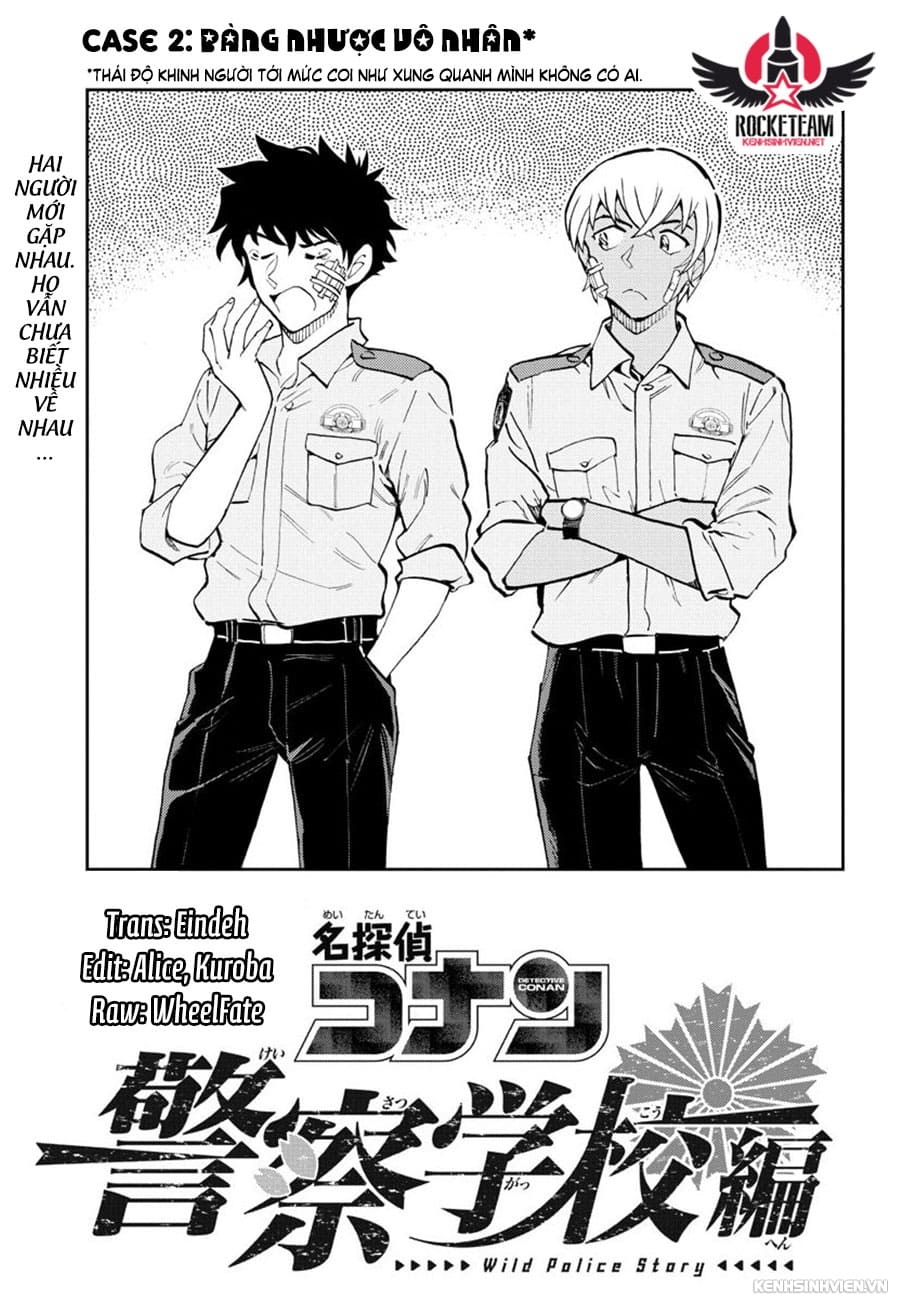 CASE 2: BÀNG NHƯỢC VÔ NHÂN*
*THÁI ĐỘ KHINH NGƯỜI TỚI MỨC COI NHƯ XUNG QUANH MÌNH KHÔNG CÓ AI.
ROCKETEAM
KENHSINHVIEN.NET
HAI
NGƯỜI
MỚI
GẶP
NHAU.
HỌ
VẪN
CHƯA
BIẾT
NHIỀU
VỀ
NHAU
...
Trans: Eindeh
Edit: Alice, Kuroba
Raw: WheelFate
めい たん てい
名探偵
コナン
DETECTIVE
CONAN
けい さつ がっ こう へん
警察学校編
Wild Police Story
KENHSINHVIEN.VN